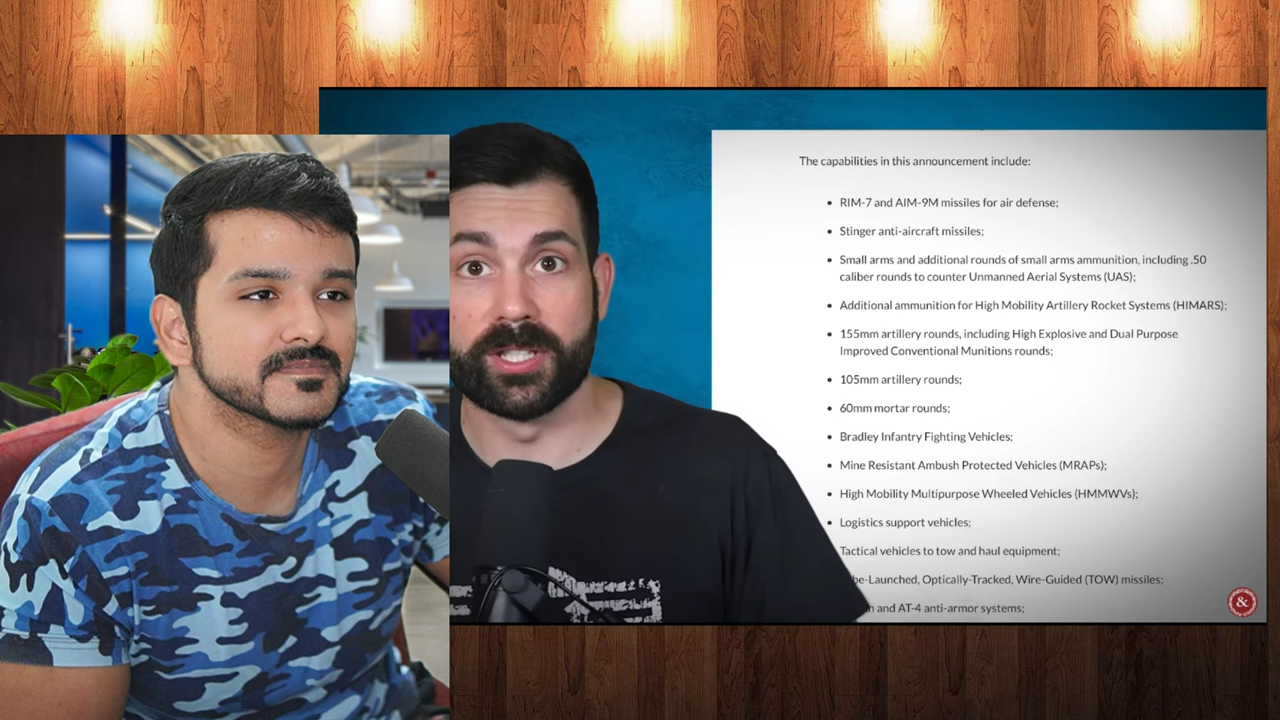 The capabilities in this announcement include:
• RIM-7 and AIM-9M missiles for air defense;
• Stinger anti-aircraft missiles;
• Small arms and additional rounds of small arms ammunition, including .50
caliber rounds to counter Unmanned Aerial Systems (UAS);
• Additional ammunition for High Mobility Artillery Rocket Systems (HIMARS);
• 155mm artillery rounds, including High Explosive and Dual Purpose
Improved Conventional Munitions rounds;
• 105mm artillery rounds;
• 60mm mortar rounds;
• Bradley Infantry Fighting Vehicles;
• Mine Resistant Ambush Protected Vehicles (MRAPs);
• High Mobility Multipurpose Wheeled Vehicles (HMMWVs);
• Logistics support vehicles;
Tactical vehicles to tow and haul equipment;
Launched, Optically-Tracked, Wire-Guided (TOW) missiles;
and AT-4 anti-armor systems;
&